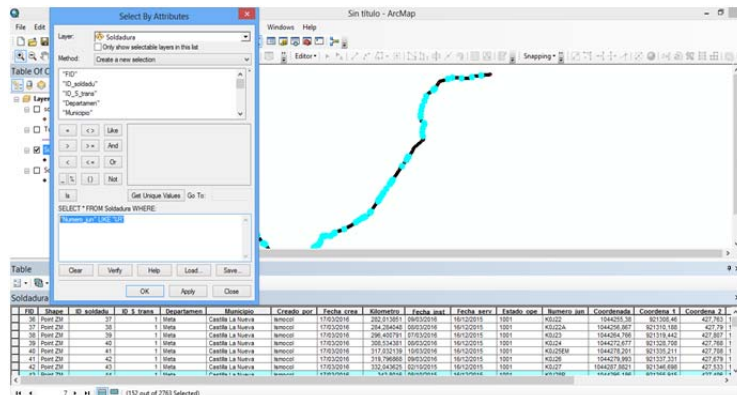 Sin título - ArcMap
File Edit
Windows Help
Editor
Snapping
Table Of C
Layer
Select By Attributes
Layer: Soldadura
Only show selectable layers in this list
Method: Create a new selection
"FID"
"ID_soldadu"
"ID_S_trans"
"Departamen"
"Municipio"
= <> Like
> >= And
< <= Or
_ % () Not
Is Get Unique Values Go To:
SELECT * FROM Soldadura WHERE:
"Numero_jun" LIKE '%R'
Clear Verify Help Load... Save...
OK Apply Close
Table
Soldadura
FID Shape ID_soldadu ID_S_trans Departamen Municipio Creado_por Fecha_crea Kilometro Fecha_inst Fecha_serv Estado_ope Numero_jun Coordenada Coordena_1 Coordena_2
36 Point ZM 37 1 Meta Castilla La Nueva Ismocol 17/03/2016 282,013851 09/03/2016 16/12/2015 1001 K0J22 1044255,38 921308,46 427,763
37 Point ZM 38 1 Meta Castilla La Nueva Ismocol 17/03/2016 284,284048 08/03/2016 16/12/2015 1001 K0J22A 1044256,867 921310,188 427,79
38 Point ZM 39 1 Meta Castilla La Nueva Ismocol 17/03/2016 296,400791 07/03/2016 16/12/2015 1001 K0J23 1044264,766 921319,442 427,807
39 Point ZM 40 1 Meta Castilla La Nueva Ismocol 17/03/2016 308,534381 08/03/2016 16/12/2015 1001 K0J24 1044272,677 921328,708 427,768
40 Point ZM 41 1 Meta Castilla La Nueva Ismocol 17/03/2016 317,032139 10/03/2016 16/12/2015 1001 K0J25EM 1044278,201 921335,211 427,708
41 Point ZM 42 1 Meta Castilla La Nueva Ismocol 17/03/2016 319,796868 09/03/2016 16/12/2015 1001 K0J26 1044279,993 921337,331 427,679
42 Point ZM 43 1 Meta Castilla La Nueva Ismocol 17/03/2016 332,043625 02/10/2015 16/12/2015 1001 K0J27 1044287,8821 921346,698 427,533
7 (152 out of 2763 Selected)